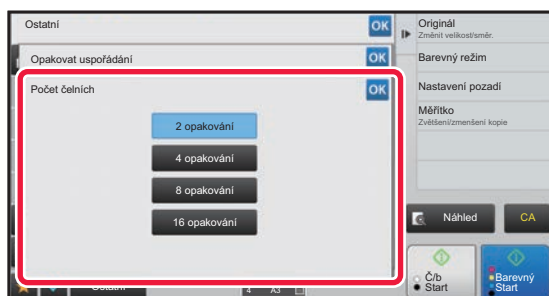 Ostatní
OK
Opakovat uspořádání
OK
Počet čelních
OK
2 opakování
4 opakování
8 opakování
16 opakování
Originál
Změnit velikost/směr.
Barevný režim
Nastavení pozadí
Měřítko
Zvětšení/zmenšení kopie
Náhled
CA
Č/b
Start
Barevný
Start
Ostatní
4 A3